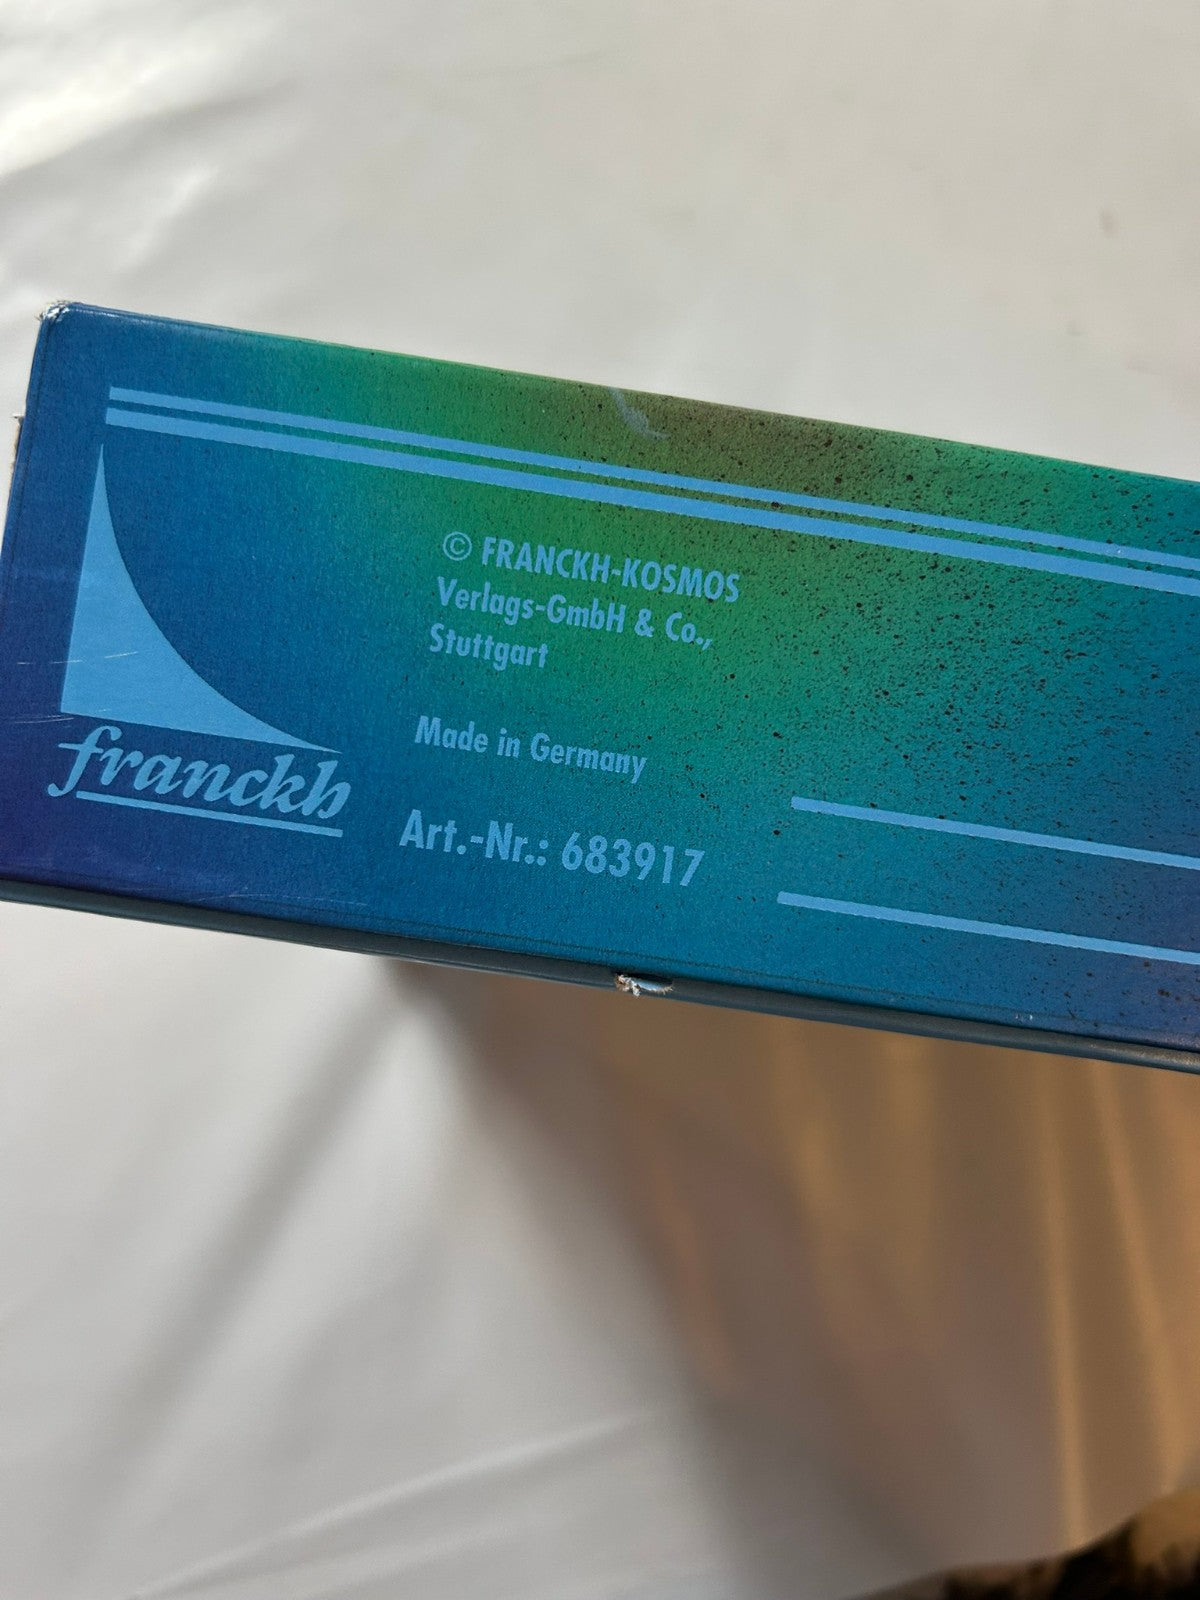 © FRANCKH-KOSMOS
Verlags-GmbH & Co.,
Stuttgart
Made in Germany
franckh
Art.-Nr.: 683917